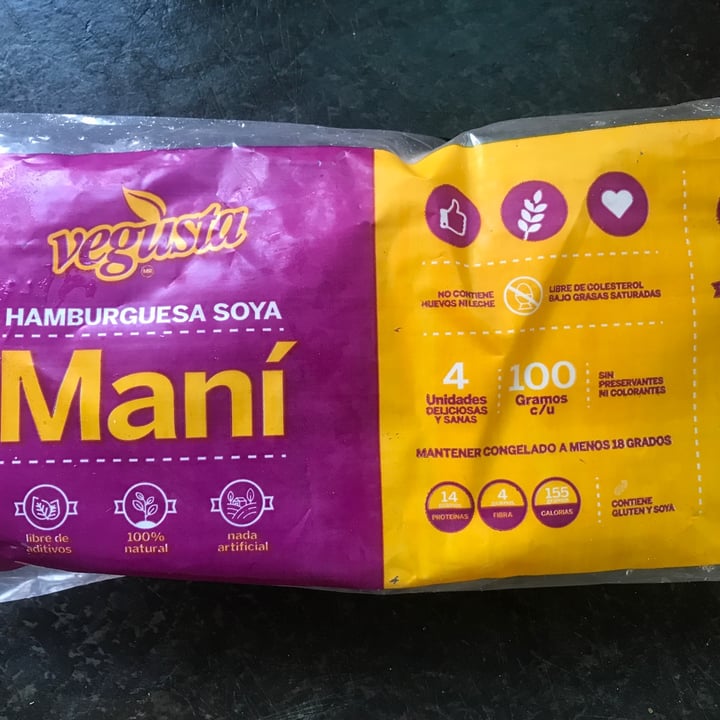 vegusta
MR
HAMBURGUESA SOYA
Maní
libre de
aditivos
100%
natural
nada
artificial
NO CONTIENE
HUEVOS NI LECHE
LIBRE DE COLESTEROL
BAJO GRASAS SATURADAS
4
Unidades
DELICIOSAS
Y SANAS
100
Gramos
c/u
SIN
PRESERVANTES
NI COLORANTES
MANTENER CONGELADO A MENOS 18 GRADOS
14
PROTEINAS
4
FIBRA
155
CALORIAS
CONTIENE
GLUTEN Y SOYA